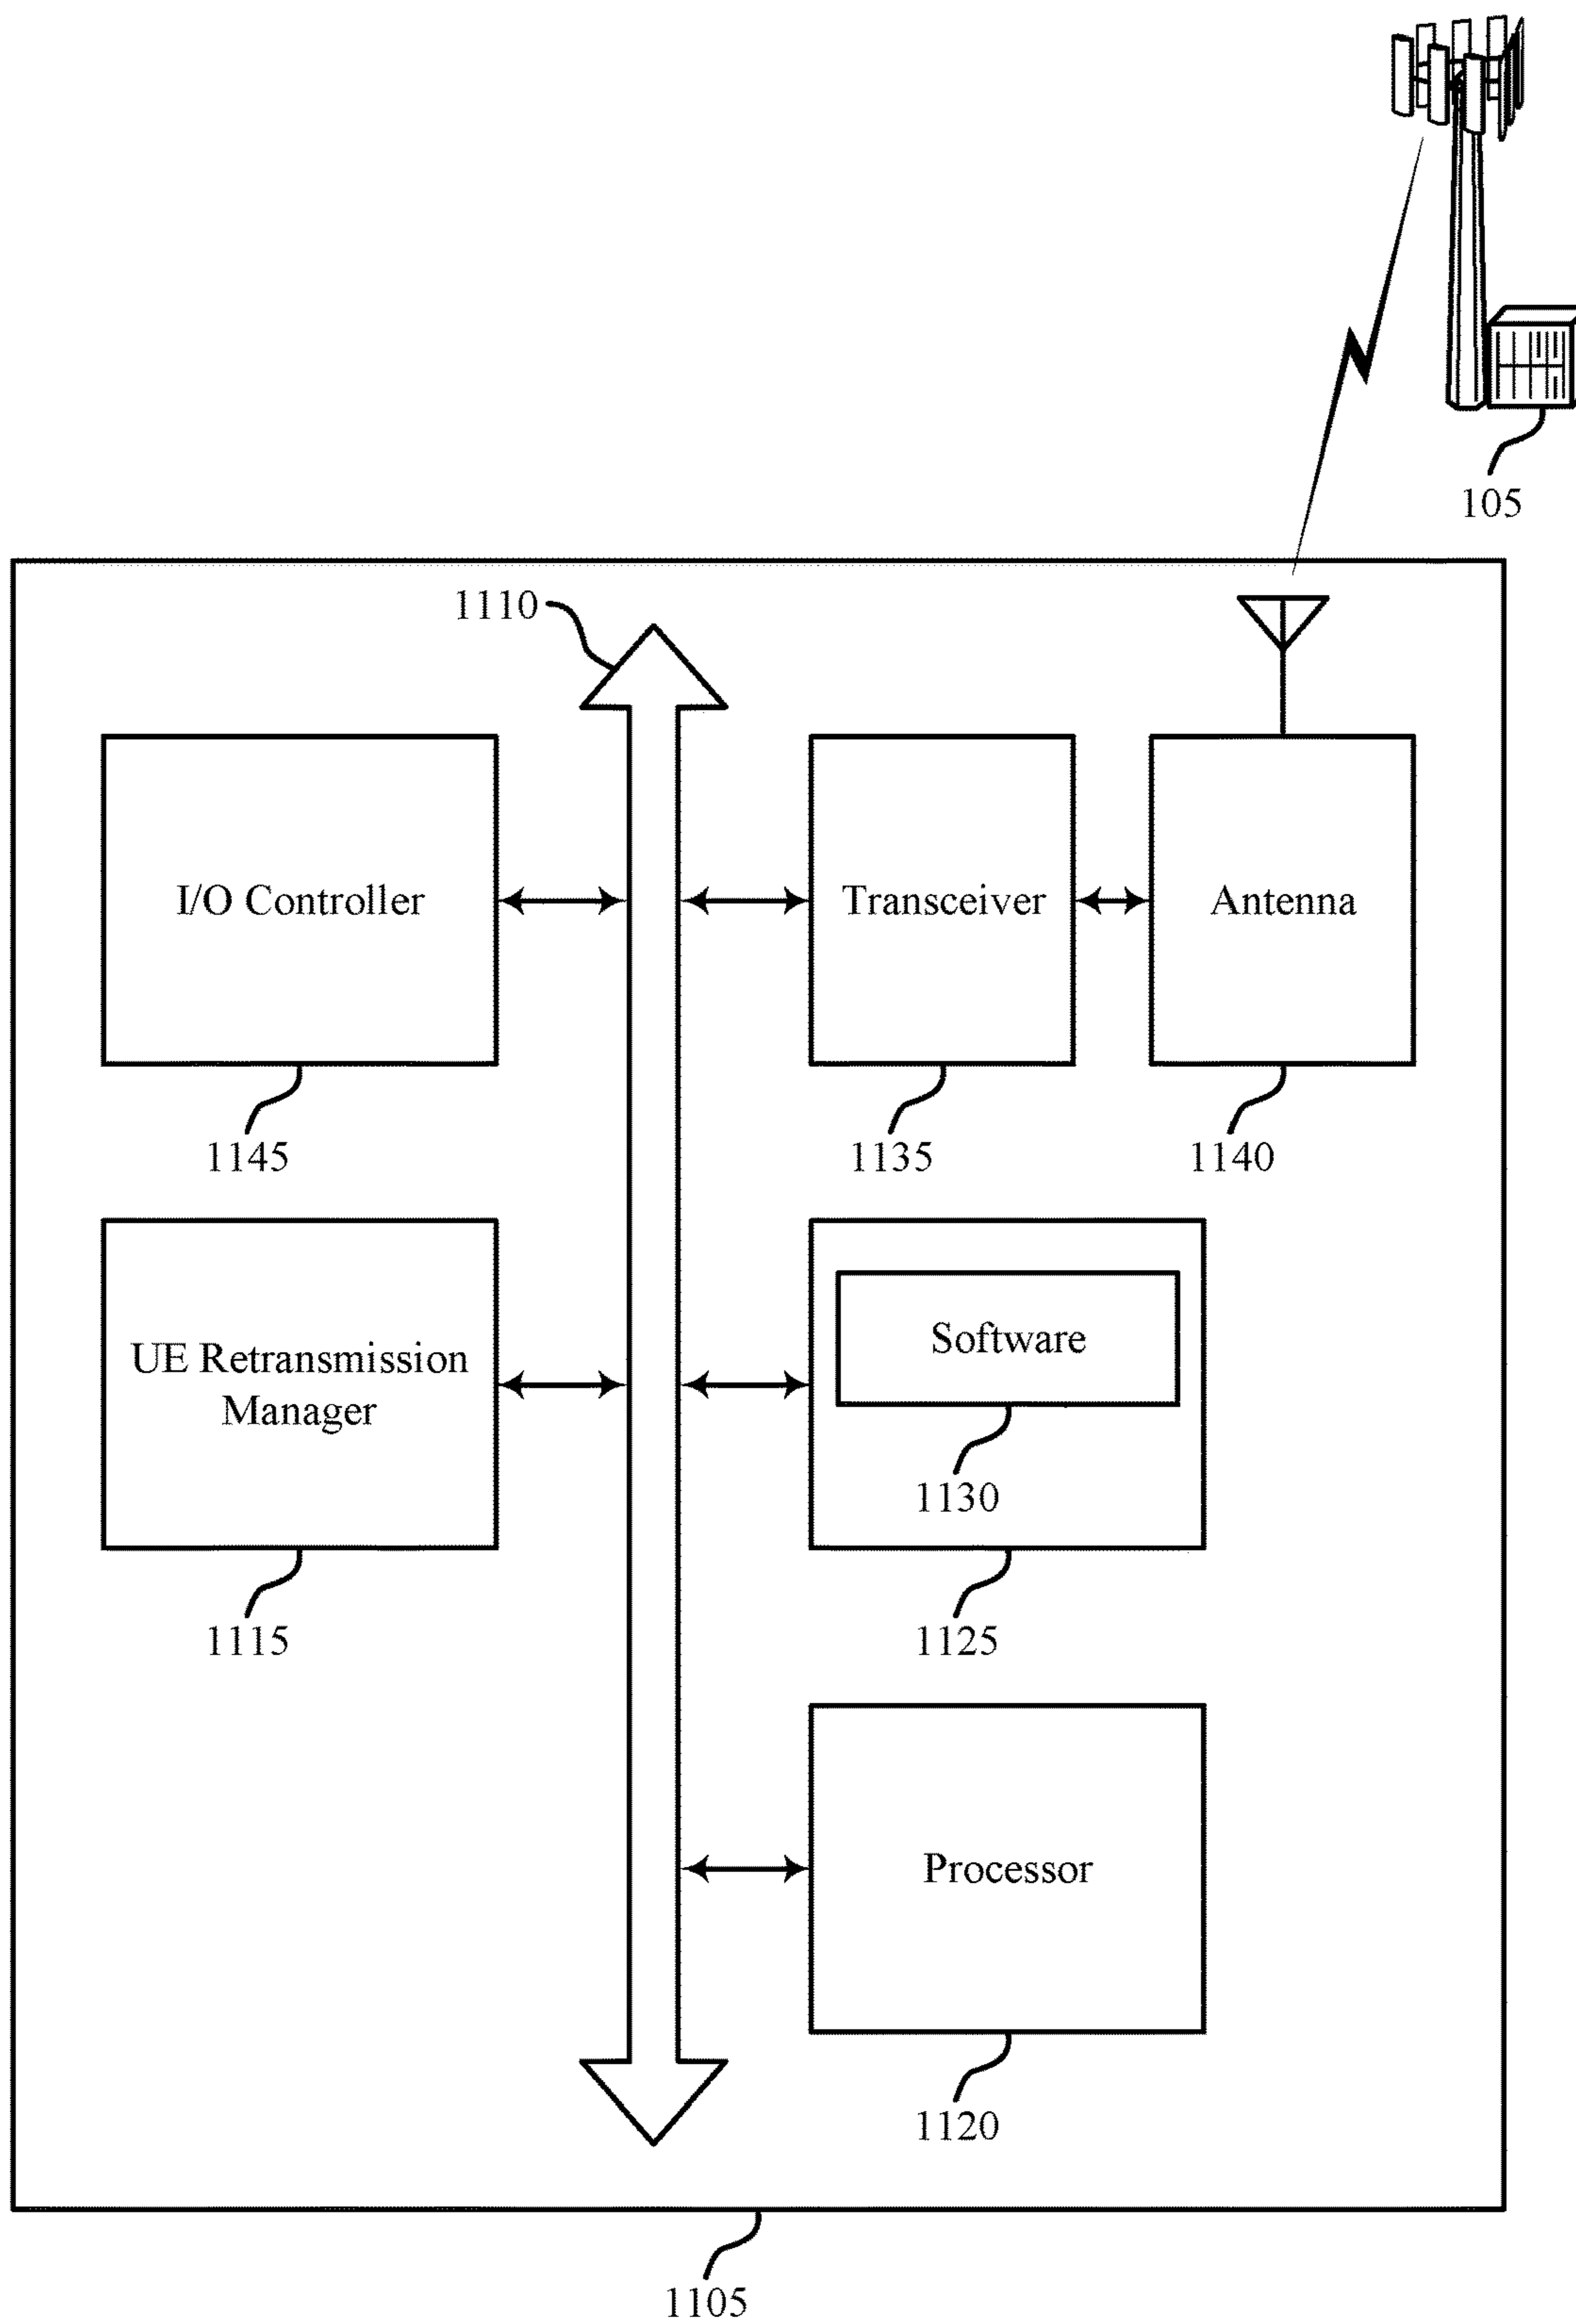 105
1110
I/O Controller
Transceiver
Antenna
1145
1135
1140
UE Retransmission
Manager
Software
1130
1115
1125
Processor
1120
1105